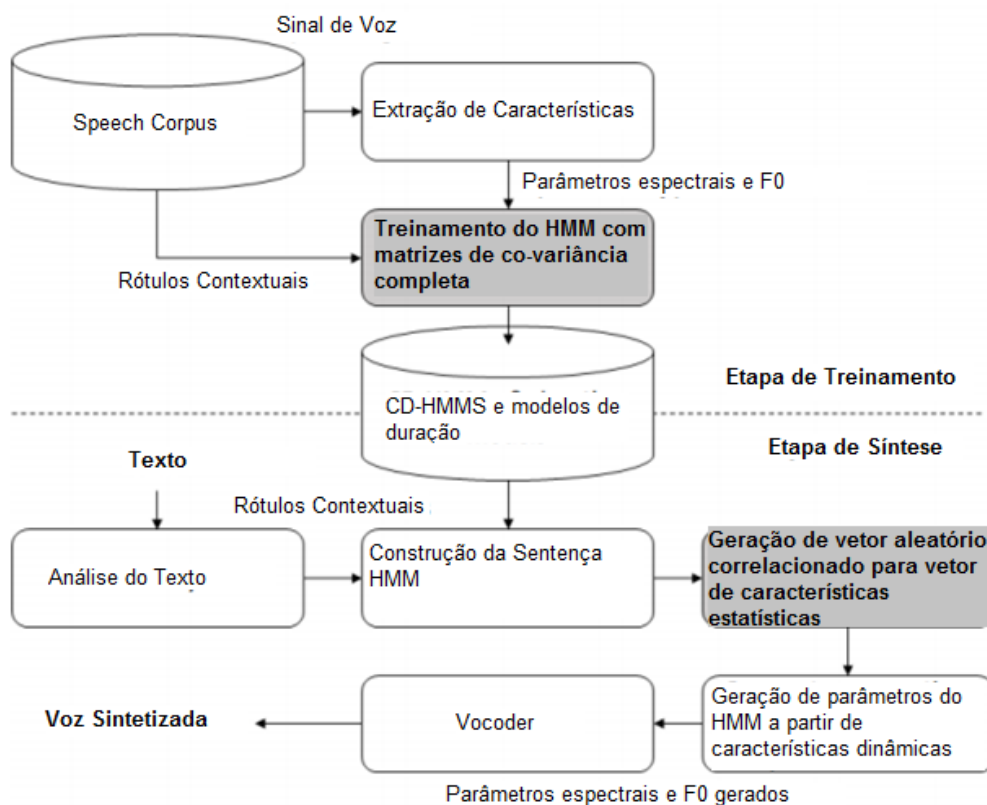 Sinal de Voz
Speech Corpus
Extração de Características
Parâmetros espectrais e F0
Treinamento do HMM com
matrizes de co-variância
completa
Rótulos Contextuais
Etapa de Treinamento
CD-HMMS e modelos de
duração
Etapa de Síntese
Texto
Rótulos Contextuais
Análise do Texto
Construção da Sentença
HMM
Geração de vetor aleatório
correlacionado para vetor
de características
estatísticas
Geração de parâmetros do
HMM a partir de
características dinâmicas
Vocoder
Voz Sintetizada
Parâmetros espectrais e F0 gerados